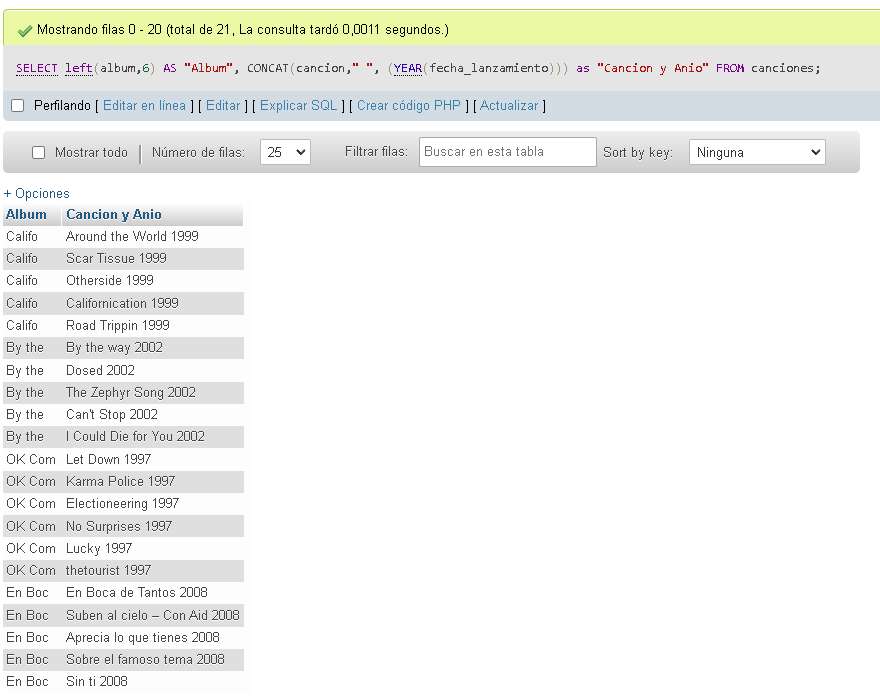 Mostrando filas 0 - 20 (total de 21, La consulta tardó 0,0011 segundos.)
SELECT left(album,6) AS "Album", CONCAT(cancion," ", (YEAR(fecha_lanzamiento))) as "Cancion y Anio" FROM canciones;
Perfilando [ Editar en línea ] [ Editar ] [ Explicar SQL ] [ Crear código PHP ] [ Actualizar ]
Mostrar todo | Número de filas: 25 Filtrar filas: Buscar en esta tabla Sort by key: Ninguna
+ Opciones
Album Cancion y Anio
Califo Around the World 1999
Califo Scar Tissue 1999
Califo Otherside 1999
Califo Californication 1999
Califo Road Trippin 1999
By the By the way 2002
By the Dosed 2002
By the The Zephyr Song 2002
By the Can't Stop 2002
By the I Could Die for You 2002
OK Com Let Down 1997
OK Com Karma Police 1997
OK Com Electioneering 1997
OK Com No Surprises 1997
OK Com Lucky 1997
OK Com thetourist 1997
En Boc En Boca de Tantos 2008
En Boc Suben al cielo – Con Aid 2008
En Boc Aprecia lo que tienes 2008
En Boc Sobre el famoso tema 2008
En Boc Sin ti 2008